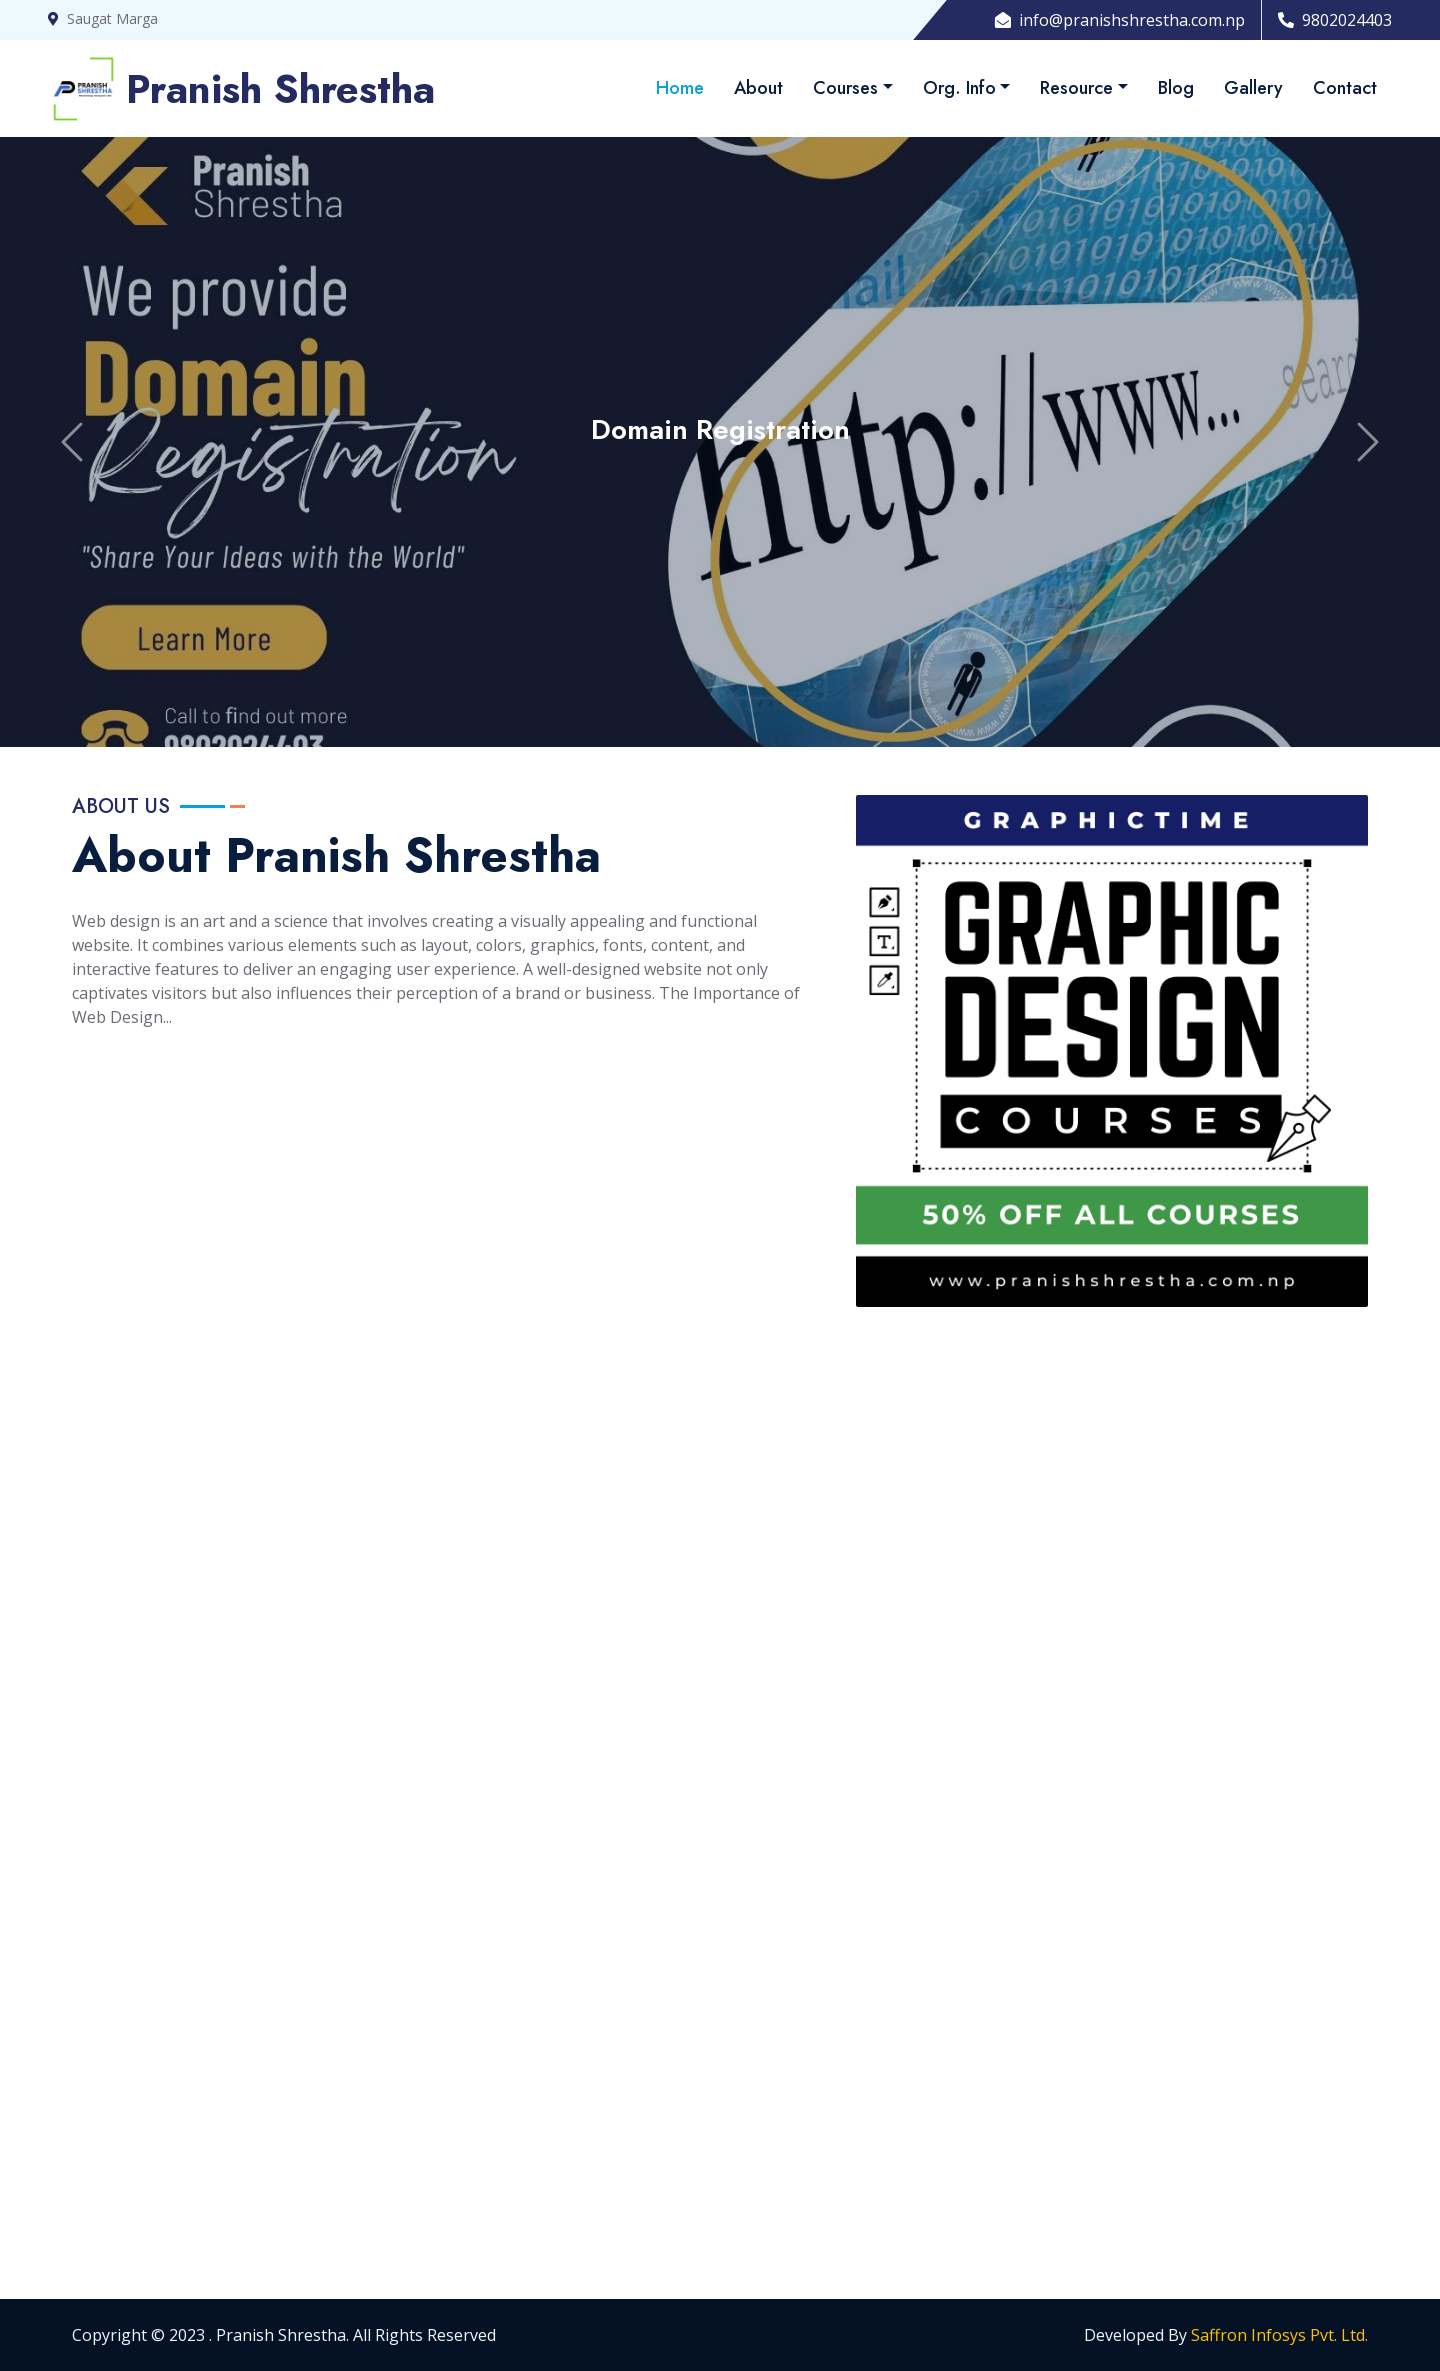 Saugat Marga
info@pranishshrestha.com.np
9802024403
PRANISH
SHRESTHA
Pranish Shrestha
Home
About
Courses
Org. Info
Resource
Blog
Gallery
Contact
Pranish
Shrestha
We provide
Domain
Registration
"Share Your Ideas with the World"
Learn More
Call to find out more
9802024403
Domain Registration
http://www...
ABOUT US
About Pranish Shrestha
Web design is an art and a science that involves creating a visually appealing and functional
website. It combines various elements such as layout, colors, graphics, fonts, content, and
interactive features to deliver an engaging user experience. A well-designed website not only
captivates visitors but also influences their perception of a brand or business. The Importance of
Web Design...
GRAPHICTIME
GRAPHIC
DESIGN
COURSES
50% OFF ALL COURSES
www.pranishshrestha.com.np
Copyright © 2023 . Pranish Shrestha. All Rights Reserved
Developed By Saffron Infosys Pvt. Ltd.